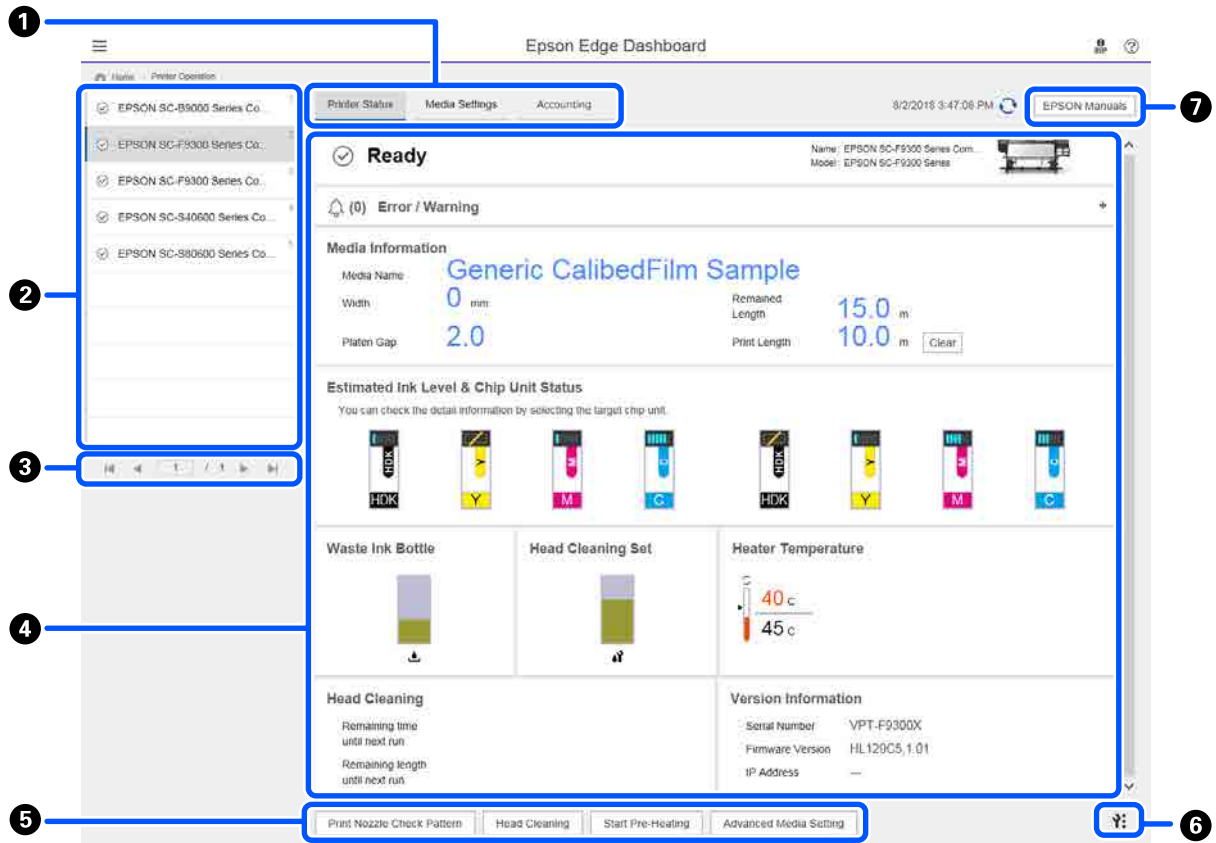 1
Epson Edge Dashboard
Home Printer Operation
EPSON SC-B9000 Series Co...
EPSON SC-F9300 Series Co...
EPSON SC-F9300 Series Co...
EPSON SC-S40600 Series Co...
EPSON SC-S80600 Series Co...
2
3
1 / 1
Printer Status Media Settings Accounting
8/2/2018 3:47:06 PM
EPSON Manuals
7
Ready
Name : EPSON SC-F9300 Series Com...
Model : EPSON SC-F9300 Series
(0) Error / Warning
Media Information
Media Name Generic CalibedFilm Sample
Width 0 mm
Remained Length 15.0 m
Platen Gap 2.0
Print Length 10.0 m Clear
Estimated Ink Level & Chip Unit Status
You can check the detail information by selecting the target chip unit.
HDK Y M C HDK Y M C
HDK Y M C HDK Y M C
4
Waste Ink Bottle
Head Cleaning Set
Heater Temperature
40 C
45 C
Head Cleaning
Remaining time
until next run
Remaining length
until next run
Version Information
Serial Number VPT-F9300X
Firmware Version HL129C5,1.01
IP Address ---
5
Print Nozzle Check Pattern Head Cleaning Start Pre-Heating Advanced Media Setting
6